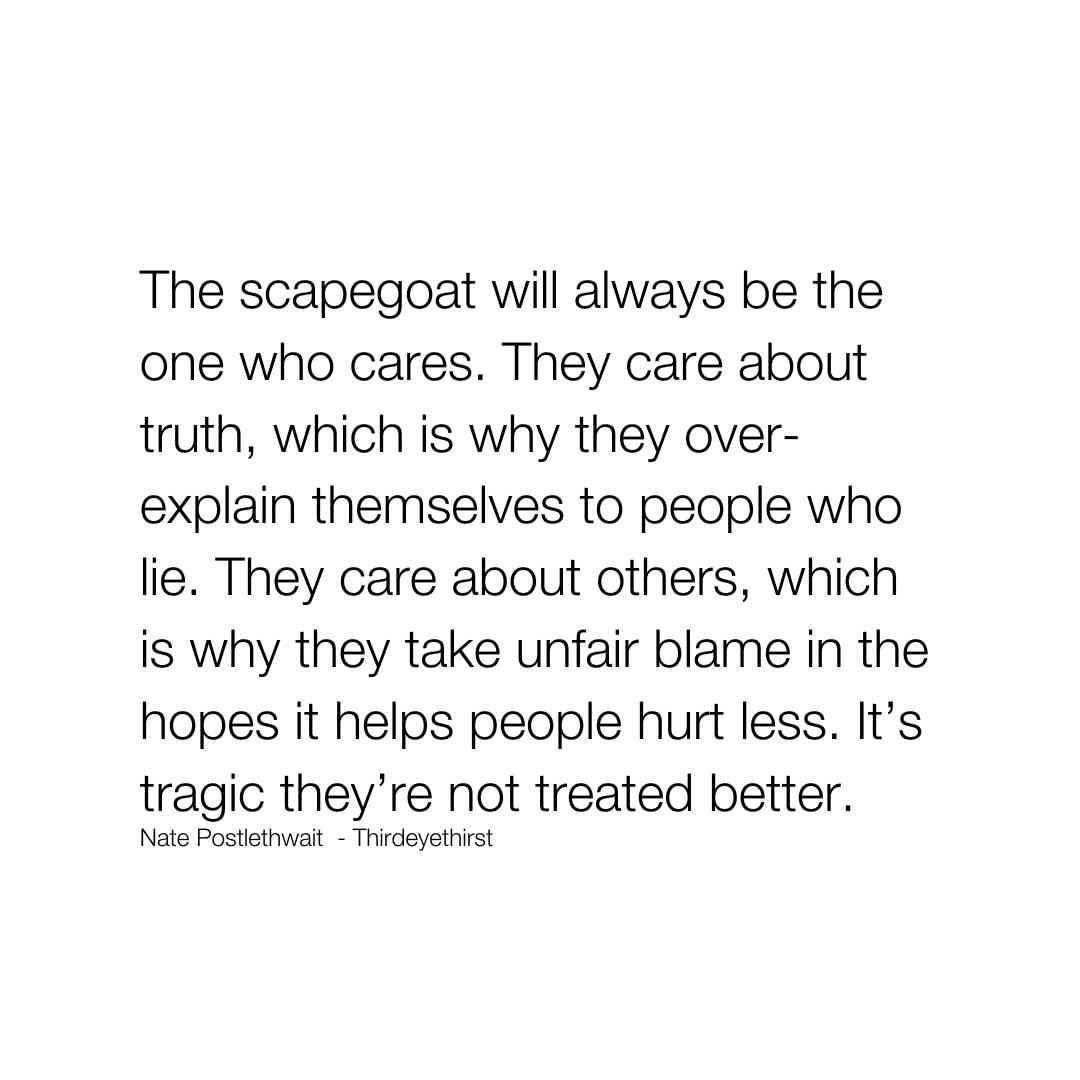 The scapegoat will always be the
one who cares. They care about
truth, which is why they over-
explain themselves to people who
lie. They care about others, which
is why they take unfair blame in the
hopes it helps people hurt less. It’s
tragic they’re not treated better.
Nate Postlethwait - Thirdeyethirst